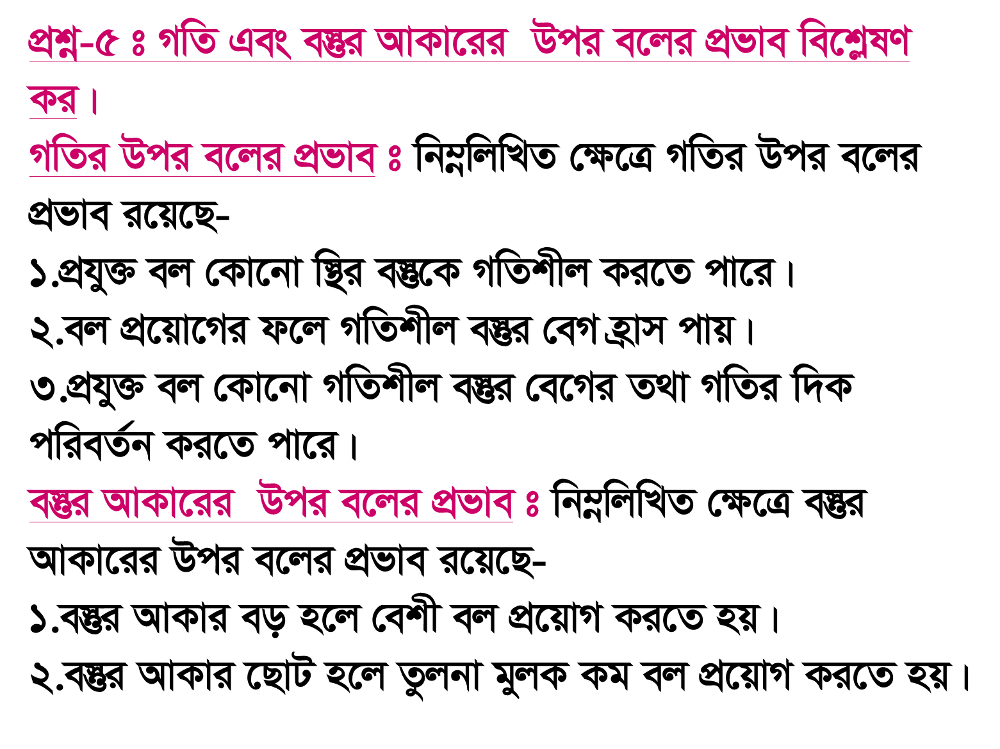 প্রশ্ন-৫ ঃ গতি এবং বস্তুর আকারের উপর বলের প্রভাব বিশ্লেষণ
কর।
গতির উপর বলের প্রভাব ঃ নিম্নলিখিত ক্ষেত্রে গতির উপর বলের
প্রভাব রয়েছে-
১.প্রযুক্ত বল কোনো স্থির বস্তুকে গতিশীল করতে পারে।
২.বল প্রয়োগের ফলে গতিশীল বস্তুর বেগ হ্রাস পায়।
৩.প্রযুক্ত বল কোনো গতিশীল বস্তুর বেগের তথা গতির দিক
পরিবর্তন করতে পারে।
বস্তুর আকারের উপর বলের প্রভাব ঃ নিম্নলিখিত ক্ষেত্রে বস্তুর
আকারের উপর বলের প্রভাব রয়েছে-
১.বস্তুর আকার বড় হলে বেশী বল প্রয়োগ করতে হয়।
২.বস্তুর আকার ছোট হলে তুলনা মুলক কম বল প্রয়োগ করতে হয়।